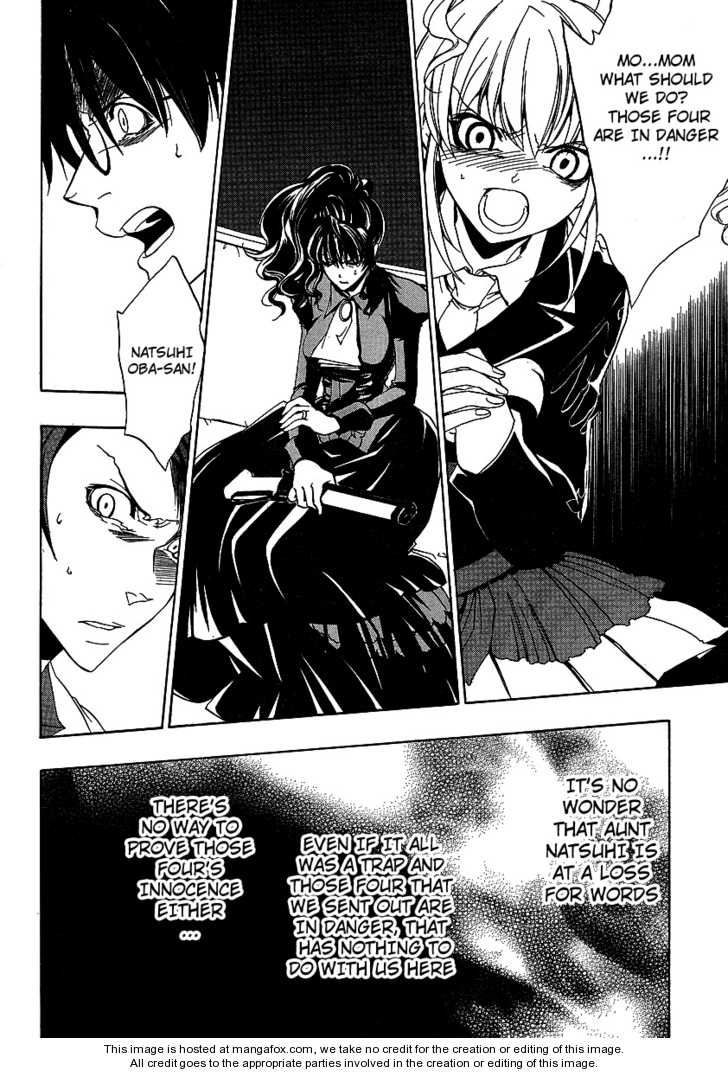 MO...MOM
WHAT SHOULD
WE DO?
THOSE FOUR
ARE IN DANGER
...!!
NATSUHI
OBA-SAN!
IT'S NO
WONDER
THAT AUNT
NATSUHI IS
AT A LOSS
FOR WORDS
EVEN IF IT ALL
WAS A TRAP AND
THOSE FOUR THAT
WE SENT OUT ARE
IN DANGER, THAT
HAS NOTHING TO
DO WITH US HERE
THERE'S
NO WAY TO
PROVE THOSE
FOUR'S
INNOCENCE
EITHER
...
This image is hosted at mangafox.com, we take no credit for the creation or editing of this image.
All credit goes to the appropriate parties involved in the creation or editing of this image.